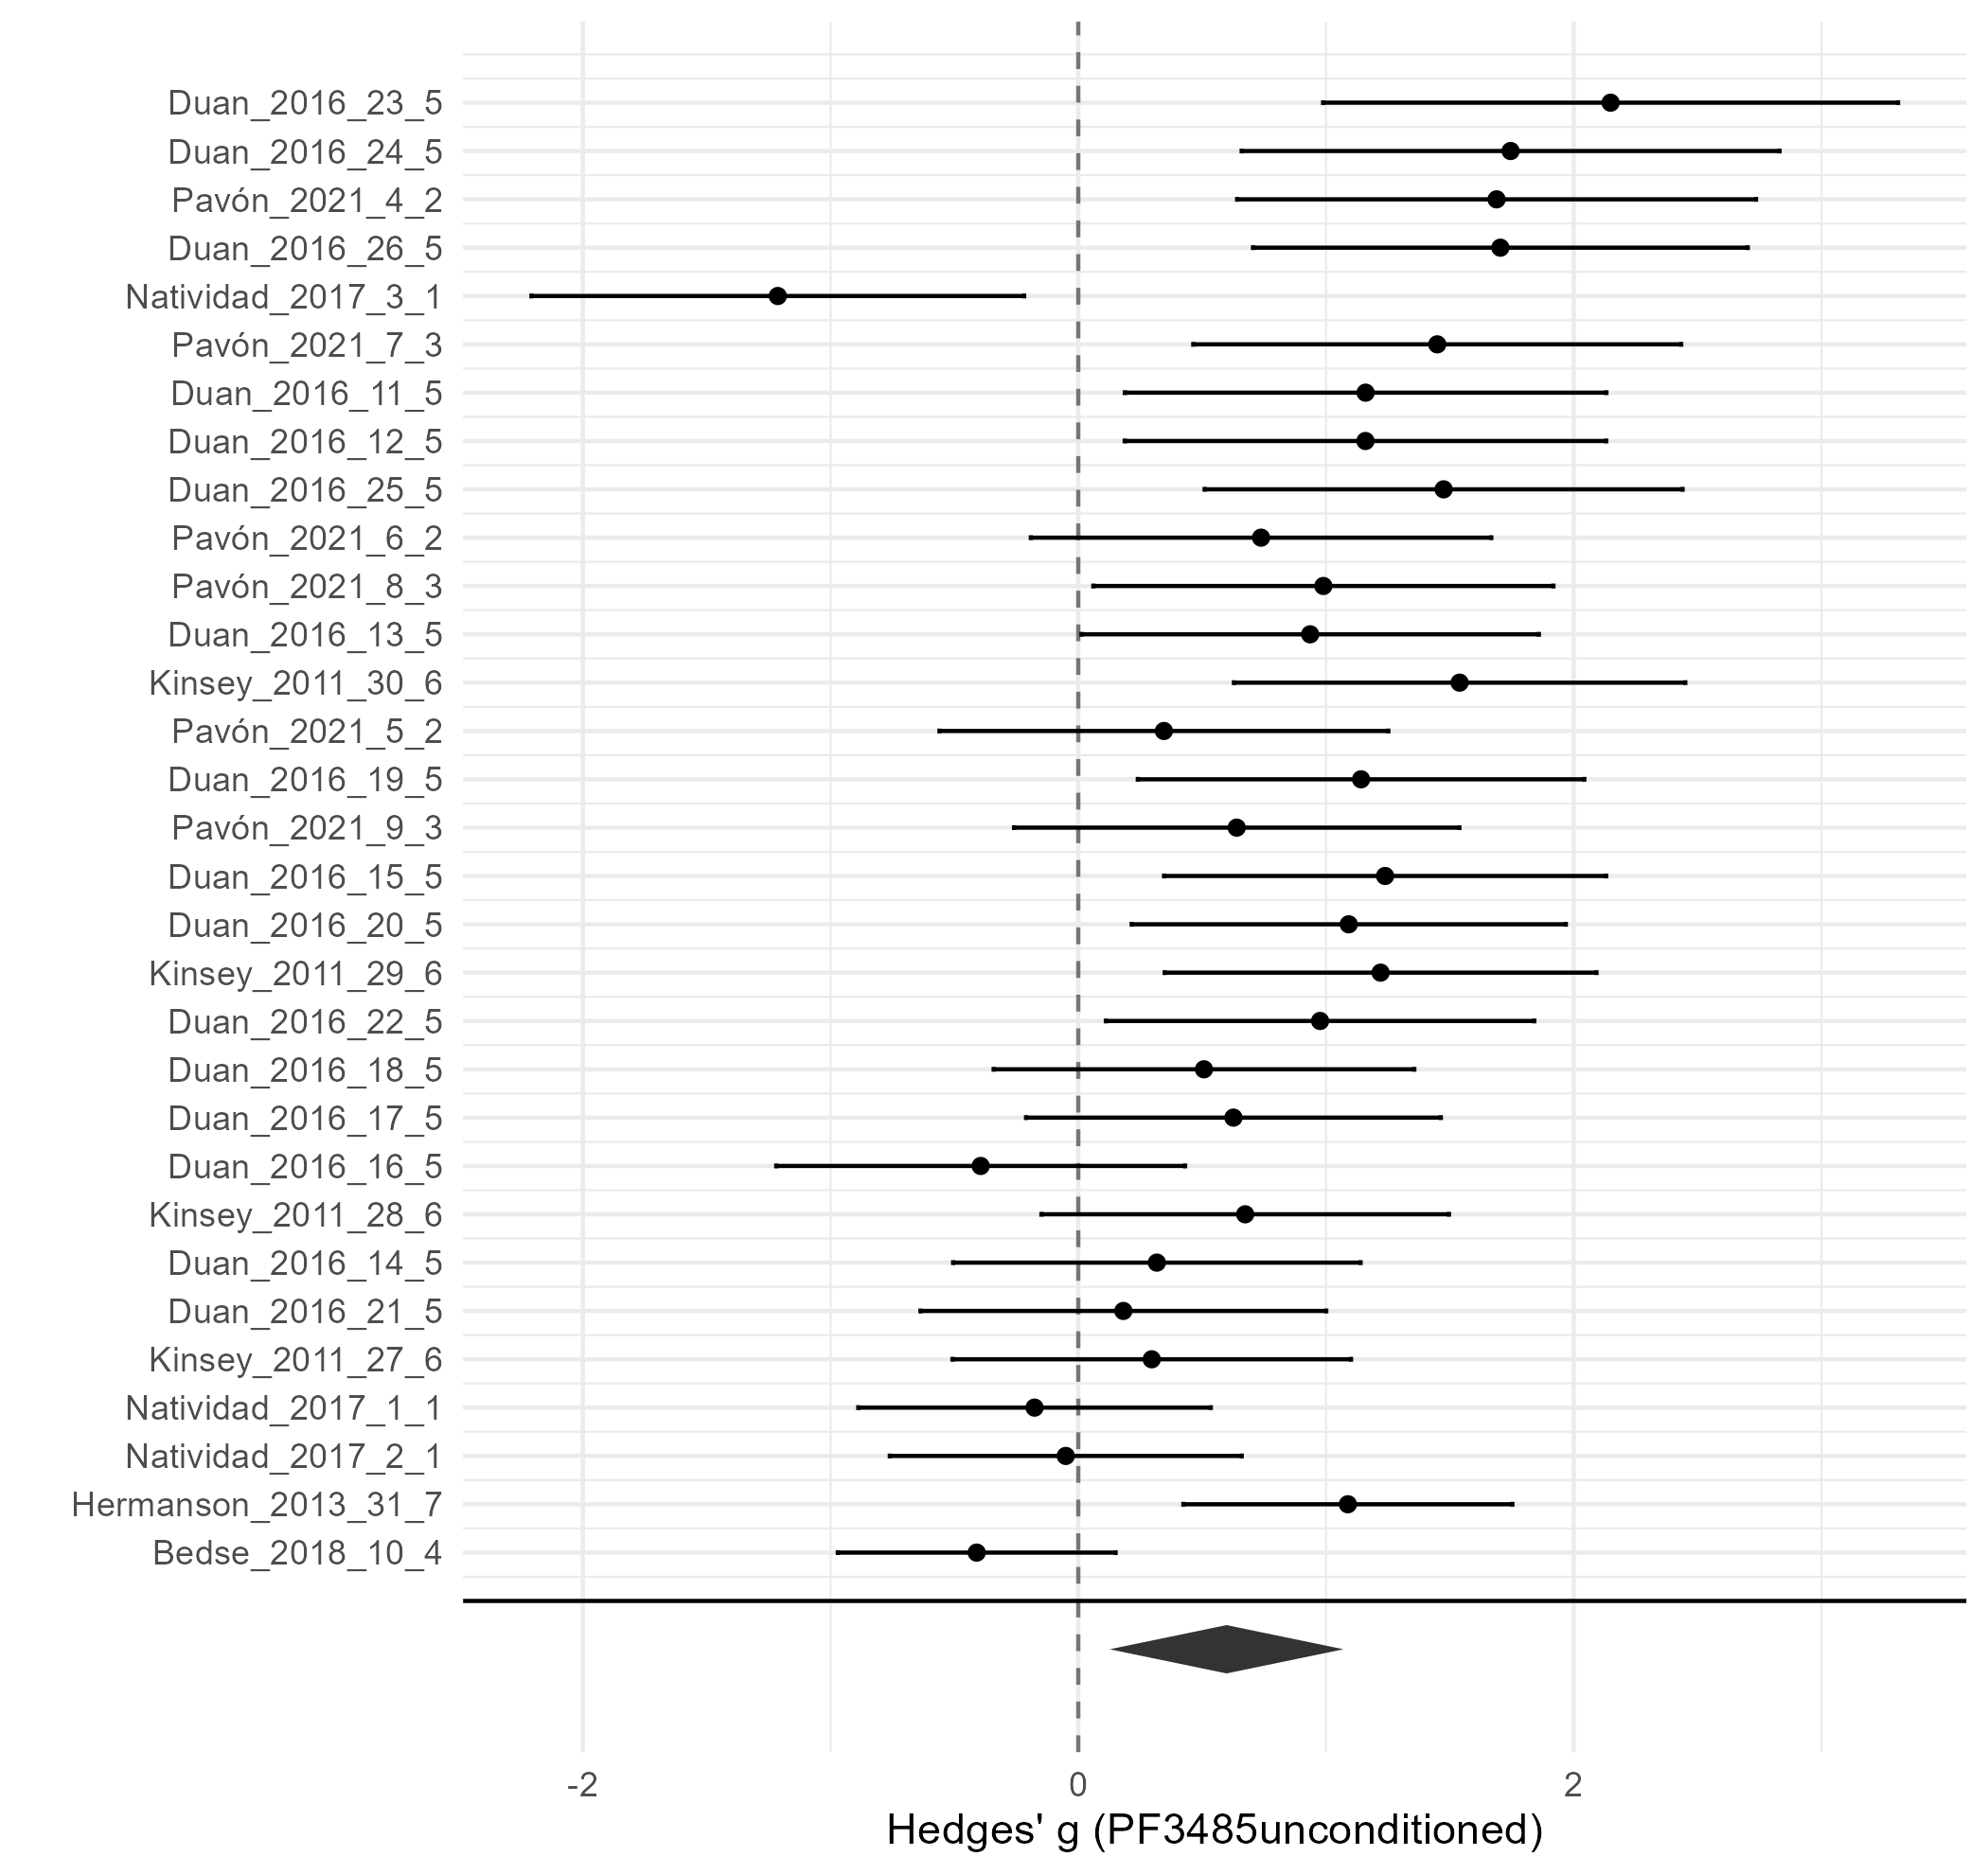 Duan_2016_23_5
Duan_2016_24_5
Pavón_2021_4_2
Duan_2016_26_5
Natividad_2017_3_1
Pavón_2021_7_3
Duan_2016_11_5
Duan_2016_12_5
Duan_2016_25_5
Pavón_2021_6_2
Pavón_2021_8_3
Duan_2016_13_5
Kinsey_2011_30_6
Pavón_2021_5_2
Duan_2016_19_5
Pavón_2021_9_3
Duan_2016_15_5
Duan_2016_20_5
Kinsey_2011_29_6
Duan_2016_22_5
Duan_2016_18_5
Duan_2016_17_5
Duan_2016_16_5
Kinsey_2011_28_6
Duan_2016_14_5
Duan_2016_21_5
Kinsey_2011_27_6
Natividad_2017_1_1
Natividad_2017_2_1
Hermanson_2013_31_7
Bedse_2018_10_4
-2 0 2
Hedges' g (PF3485unconditioned)